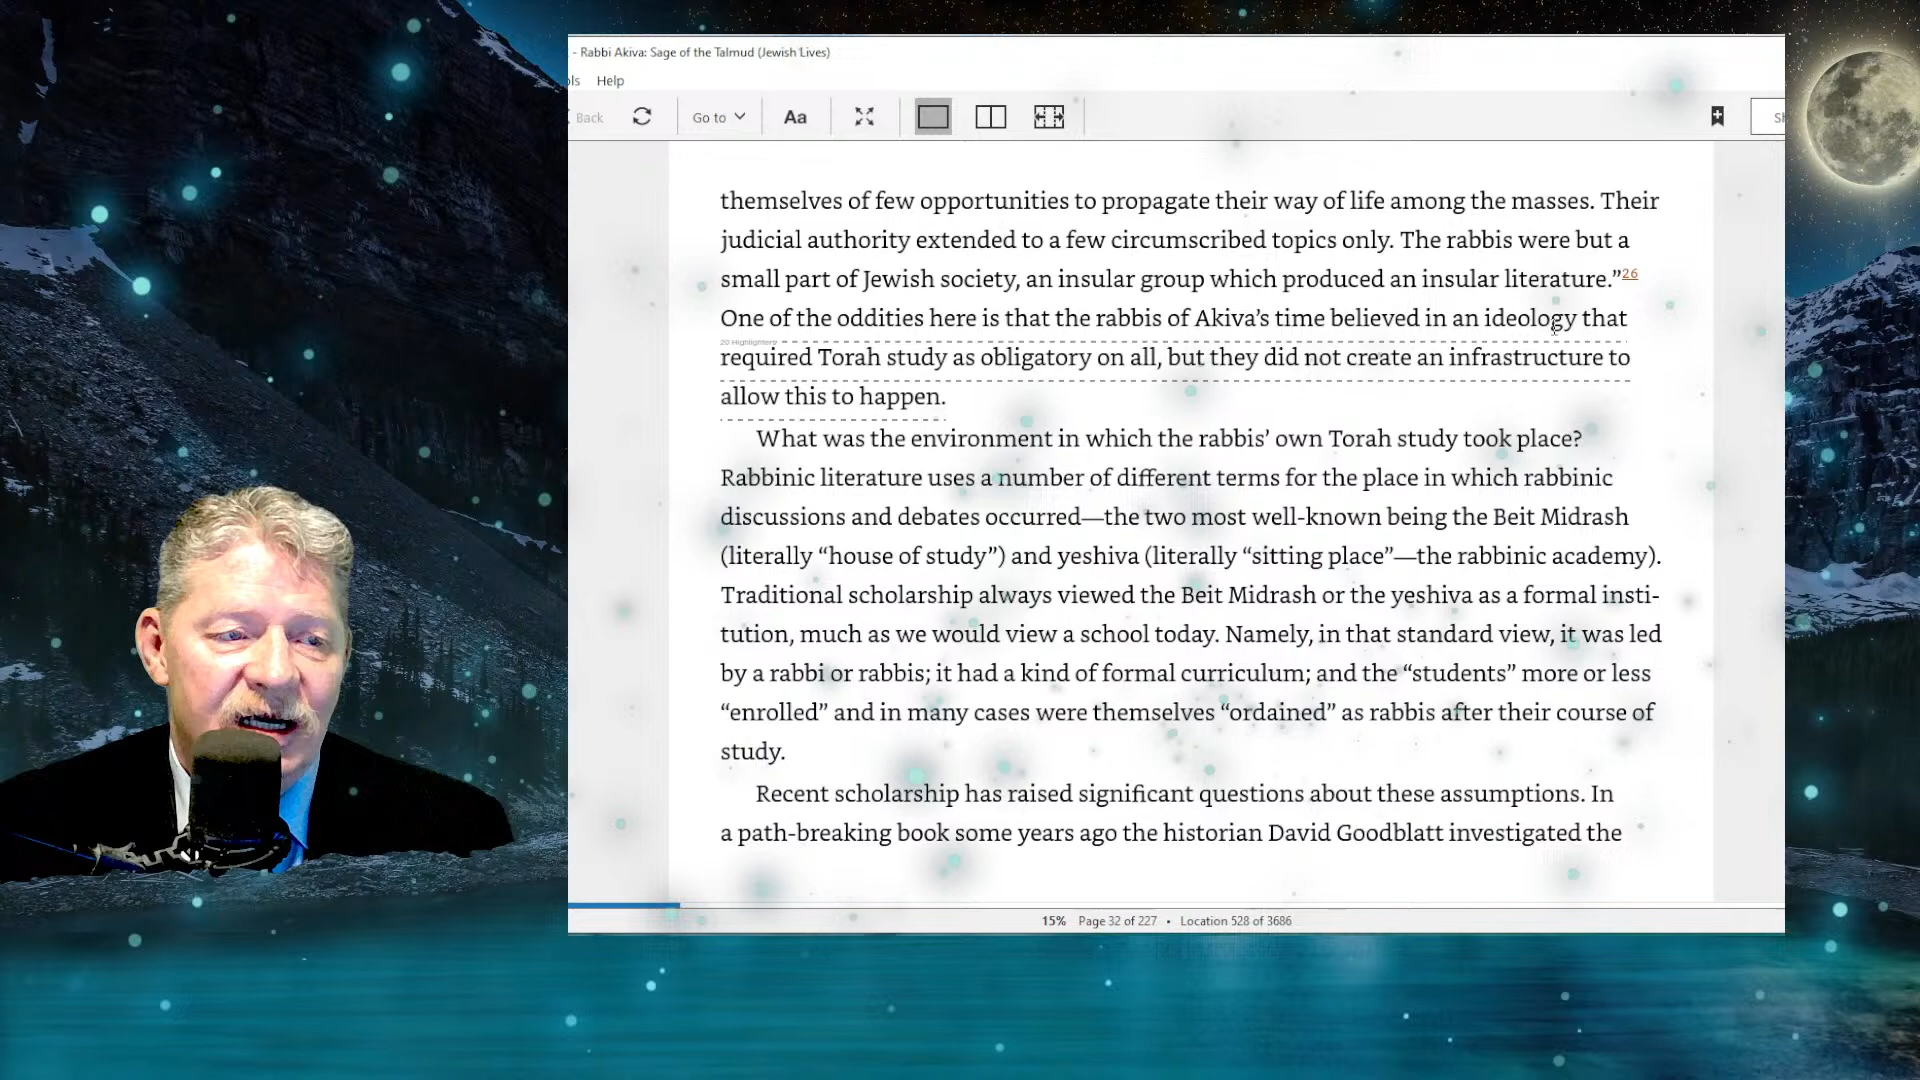 - Rabbi Akiva: Sage of the Talmud (Jewish Lives)
ols Help
Back Go to Aa
themselves of few opportunities to propagate their way of life among the masses. Their
judicial authority extended to a few circumscribed topics only. The rabbis were but a
small part of Jewish society, an insular group which produced an insular literature.”26
One of the oddities here is that the rabbis of Akiva’s time believed in an ideology that
20 Highlighters
required Torah study as obligatory on all, but they did not create an infrastructure to
allow this to happen.
What was the environment in which the rabbis’ own Torah study took place?
Rabbinic literature uses a number of different terms for the place in which rabbinic
discussions and debates occurred—the two most well-known being the Beit Midrash
(literally “house of study”) and yeshiva (literally “sitting place”—the rabbinic academy).
Traditional scholarship always viewed the Beit Midrash or the yeshiva as a formal insti-
tution, much as we would view a school today. Namely, in that standard view, it was led
by a rabbi or rabbis; it had a kind of formal curriculum; and the “students” more or less
“enrolled” and in many cases were themselves “ordained” as rabbis after their course of
study.
Recent scholarship has raised significant questions about these assumptions. In
a path-breaking book some years ago the historian David Goodblatt investigated the
15% Page 32 of 227 • Location 528 of 3686